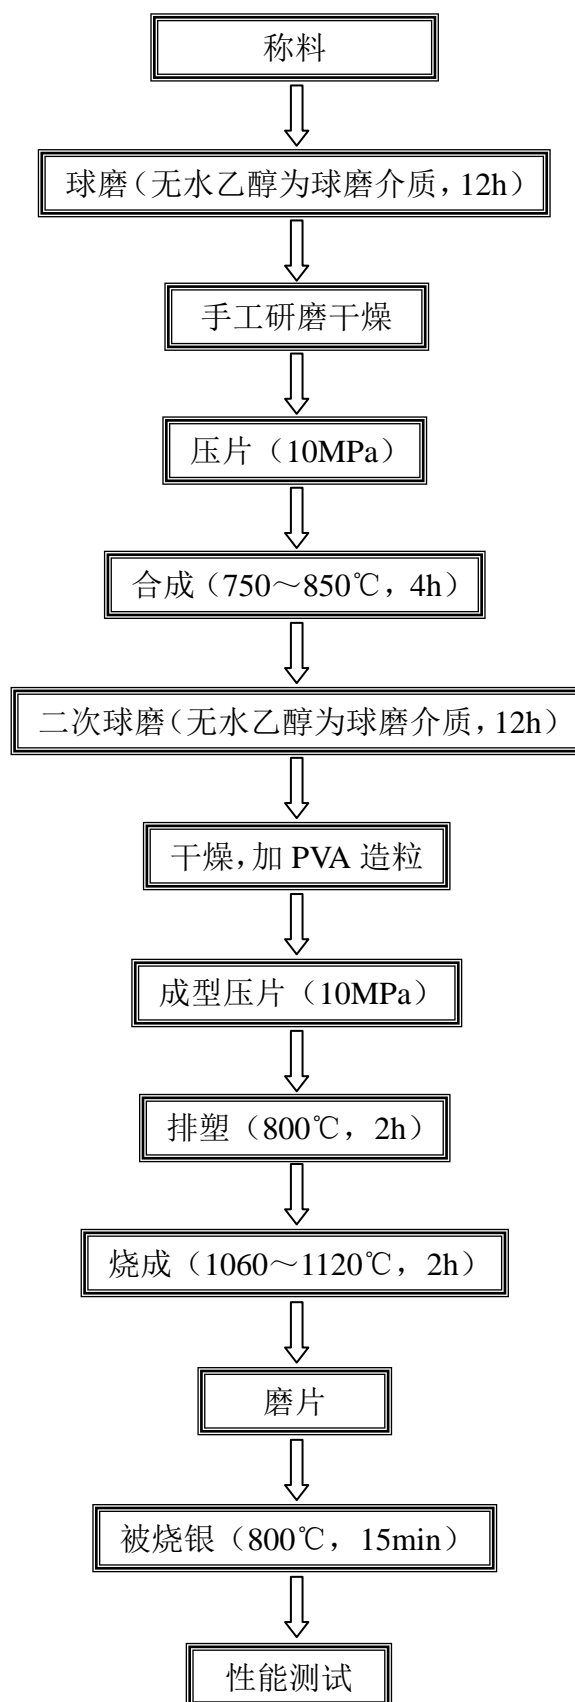 称料
球磨（无水乙醇为球磨介质，12h）
手工研磨干燥
压片（10MPa）
合成（750～850℃，4h）
二次球磨（无水乙醇为球磨介质，12h）
干燥，加 PVA 造粒
成型压片（10MPa）
排塑（800℃，2h）
烧成（1060～1120℃，2h）
磨片
被烧银（800℃，15min）
性能测试